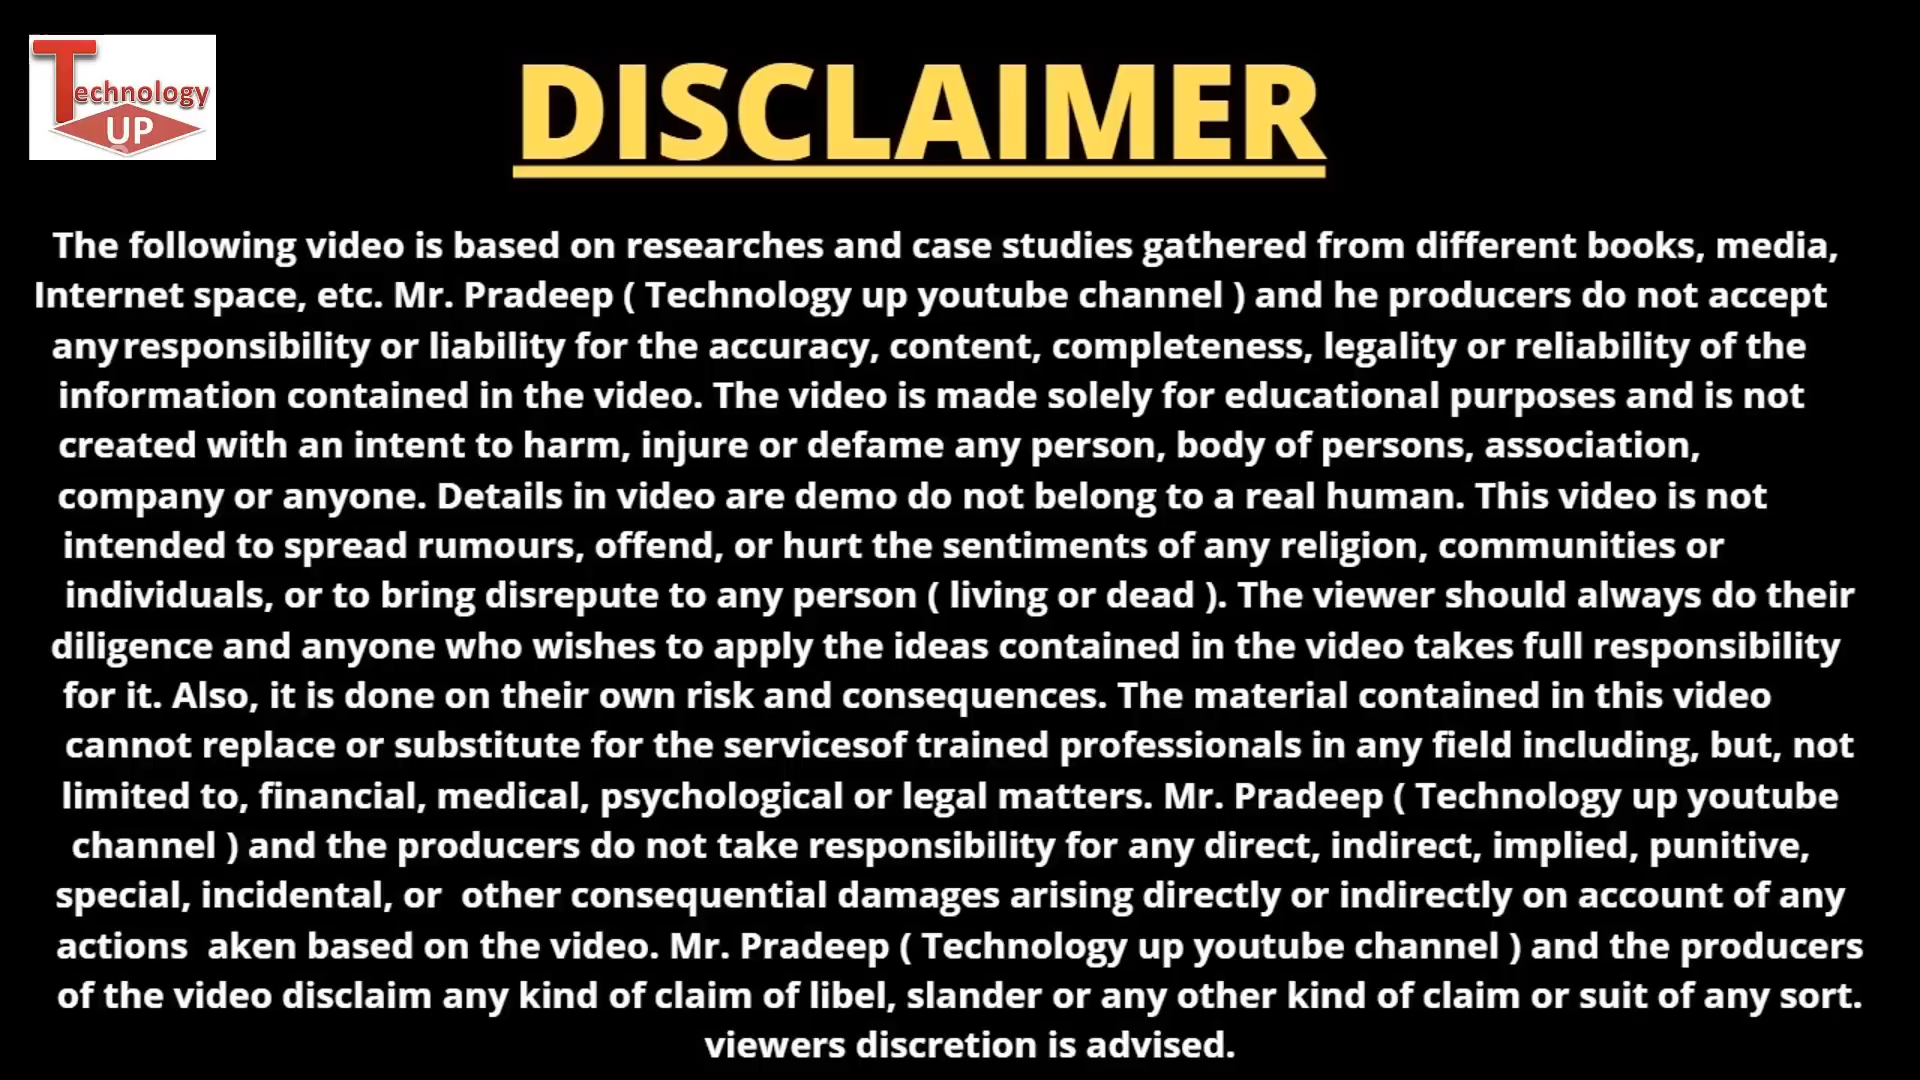 Technology
UP
DISCLAIMER
The following video is based on researches and case studies gathered from different books, media,
Internet space, etc. Mr. Pradeep ( Technology up youtube channel ) and he producers do not accept
any responsibility or liability for the accuracy, content, completeness, legality or reliability of the
information contained in the video. The video is made solely for educational purposes and is not
created with an intent to harm, injure or defame any person, body of persons, association,
company or anyone. Details in video are demo do not belong to a real human. This video is not
intended to spread rumours, offend, or hurt the sentiments of any religion, communities or
individuals, or to bring disrepute to any person ( living or dead ). The viewer should always do their
diligence and anyone who wishes to apply the ideas contained in the video takes full responsibility
for it. Also, it is done on their own risk and consequences. The material contained in this video
cannot replace or substitute for the servicesof trained professionals in any field including, but, not
limited to, financial, medical, psychological or legal matters. Mr. Pradeep ( Technology up youtube
channel ) and the producers do not take responsibility for any direct, indirect, implied, punitive,
special, incidental, or other consequential damages arising directly or indirectly on account of any
actions aken based on the video. Mr. Pradeep ( Technology up youtube channel ) and the producers
of the video disclaim any kind of claim of libel, slander or any other kind of claim or suit of any sort.
viewers discretion is advised.